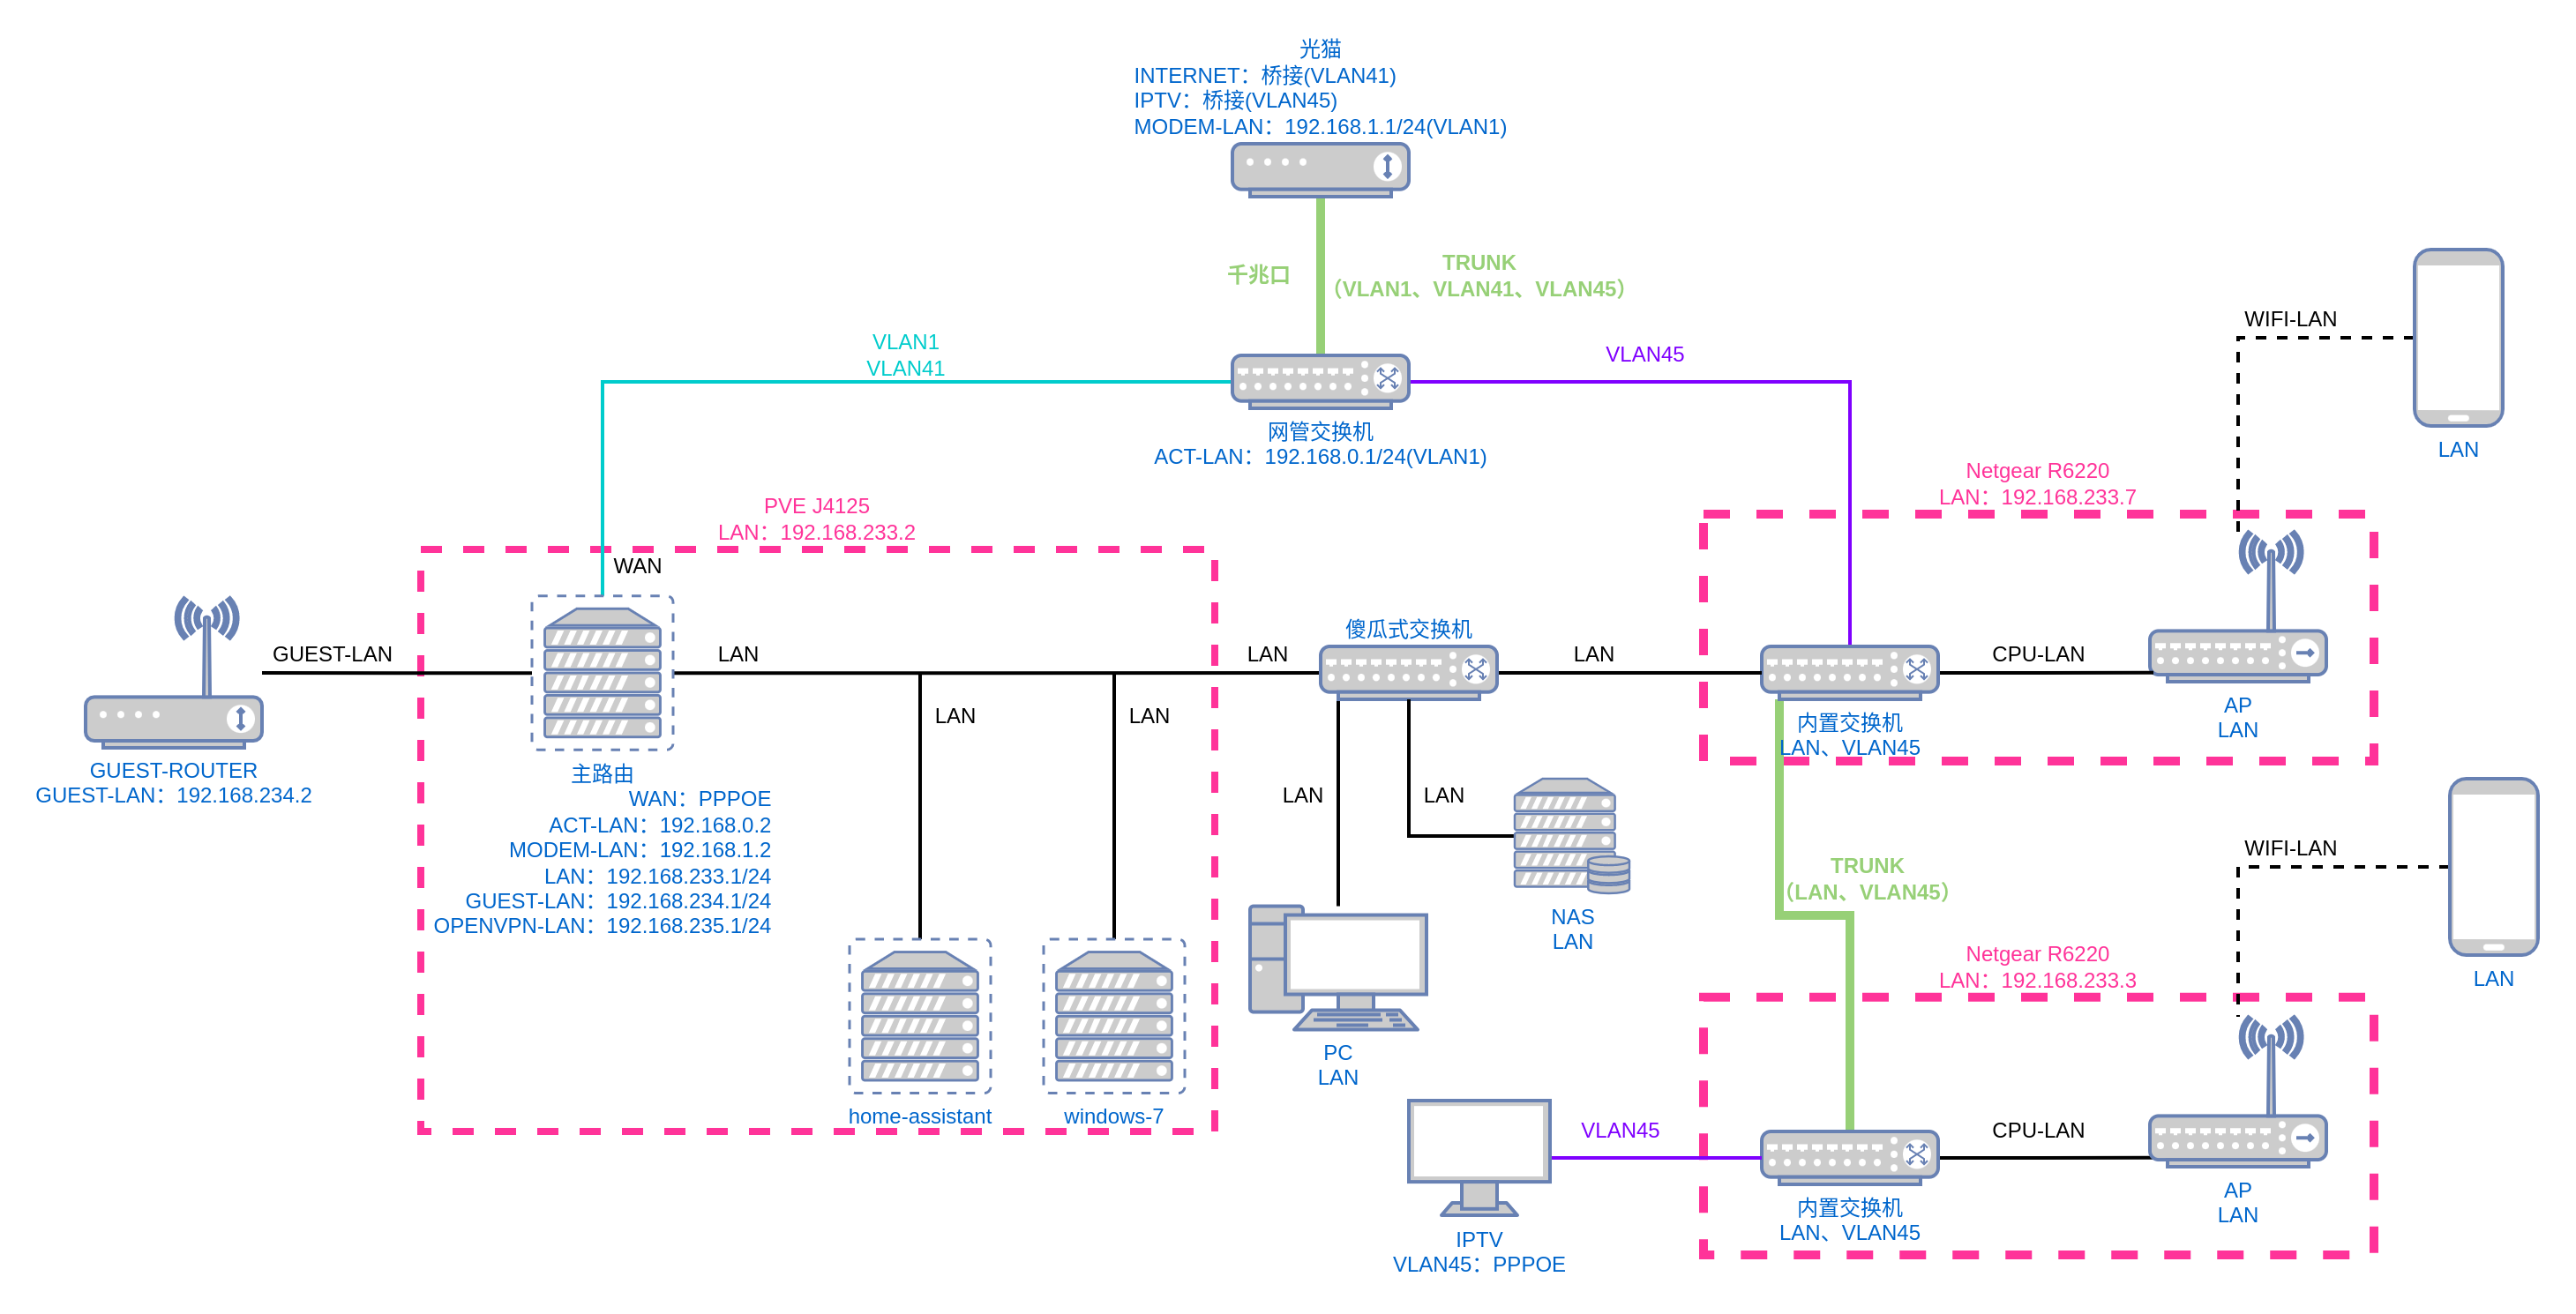 光猫
INTERNET：桥接(VLAN41)
IPTV：桥接(VLAN45)
MODEM-LAN：192.168.1.1/24(VLAN1)
千兆口
TRUNK
（VLAN1、VLAN41、VLAN45）
VLAN1
VLAN41
VLAN45
WIFI-LAN
LAN
网管交换机
ACT-LAN：192.168.0.1/24(VLAN1)
PVE J4125
LAN：192.168.233.2
Netgear R6220
LAN：192.168.233.7
WAN
GUEST-LAN
LAN
LAN
傻瓜式交换机
LAN
CPU-LAN
LAN
LAN
AP
LAN
内置交换机
LAN、VLAN45
GUEST-ROUTER
GUEST-LAN：192.168.234.2
主路由
WAN：PPPOE
ACT-LAN：192.168.0.2
MODEM-LAN：192.168.1.2
LAN：192.168.233.1/24
GUEST-LAN：192.168.234.1/24
OPENVPN-LAN：192.168.235.1/24
LAN
LAN
NAS
LAN
TRUNK
（LAN、VLAN45）
WIFI-LAN
LAN
Netgear R6220
LAN：192.168.233.3
PC
LAN
home-assistant
windows-7
VLAN45
CPU-LAN
AP
LAN
内置交换机
LAN、VLAN45
IPTV
VLAN45：PPPOE